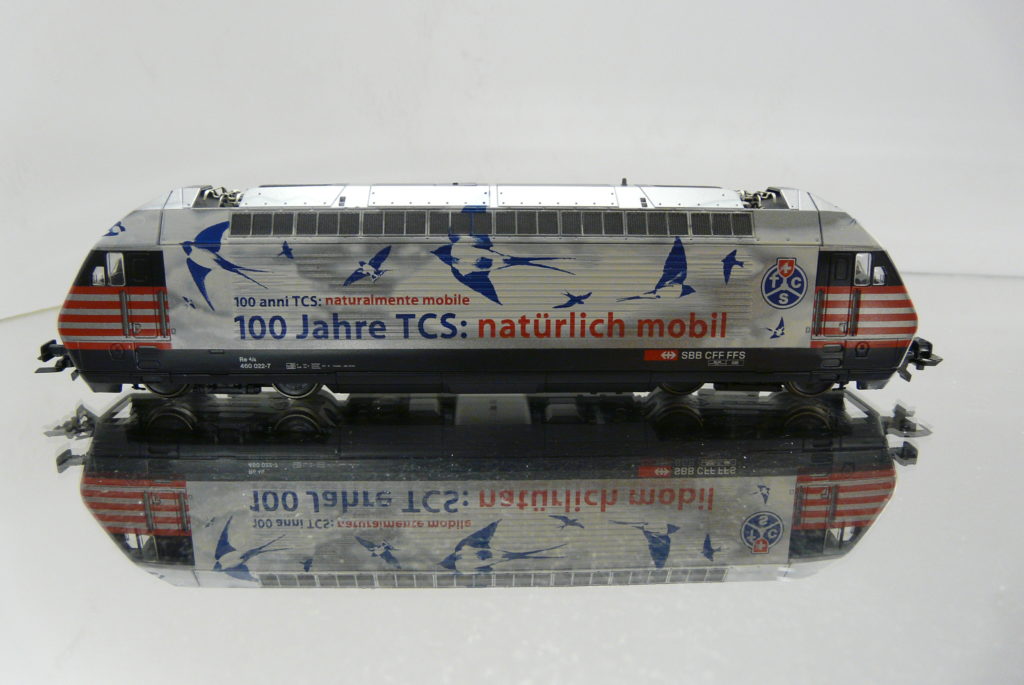 100 anni TCS: naturalmente mobile
100 Jahre TCS: natürlich mobil
TCS
Re 4/4
460 022-7
SBB CFF FFS